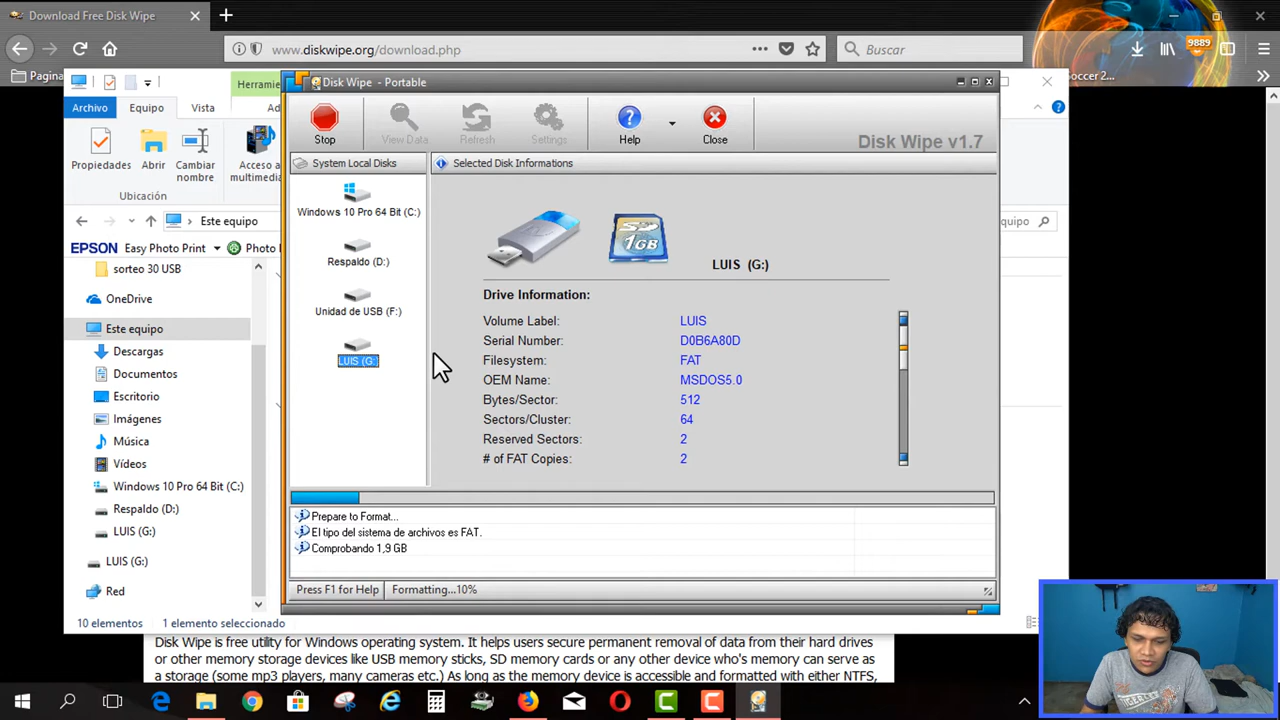 Download Free Disk Wipe
www.diskwipe.org/download.php
Buscar
9889
Pagina
Soccer 2...
Herramie
Archivo
Equipo
Vista
Ad
Propiedades
Abrir
Cambiar
nombre
Acceso a
multimedia
Ubicación
Este equipo
equipo
EPSON
Easy Photo Print
Photo
sorteo 30 USB
OneDrive
Este equipo
Descargas
Documentos
Escritorio
Imágenes
Música
Vídeos
Windows 10 Pro 64 Bit (C:)
Respaldo (D:)
LUIS (G:)
LUIS (G:)
Red
10 elementos
1 elemento seleccionado
Disk Wipe - Portable
Stop
View Data
Refresh
Settings
Help
Close
Disk Wipe v1.7
System Local Disks
Selected Disk Informations
Windows 10 Pro 64 Bit (C:)
Respaldo (D:)
Unidad de USB (F:)
LUIS (G:)
SD
1GB
LUIS (G:)
Drive Information:
Volume Label: LUIS
Serial Number: D0B6A80D
Filesystem: FAT
OEM Name: MSDOS5.0
Bytes/Sector: 512
Sectors/Cluster: 64
Reserved Sectors: 2
# of FAT Copies: 2
Prepare to Format...
El tipo del sistema de archivos es FAT.
Comprobando 1,9 GB
Press F1 for Help
Formatting...10%
Disk Wipe is free utility for Windows operating system. It helps users secure permanent removal of data from their hard drives
or other memory storage devices like USB memory sticks, SD memory cards or any other device who's memory can serve as
a storage (some mp3 players, many cameras etc.) As long as the memory device is accessible and formatted with either NTFS,